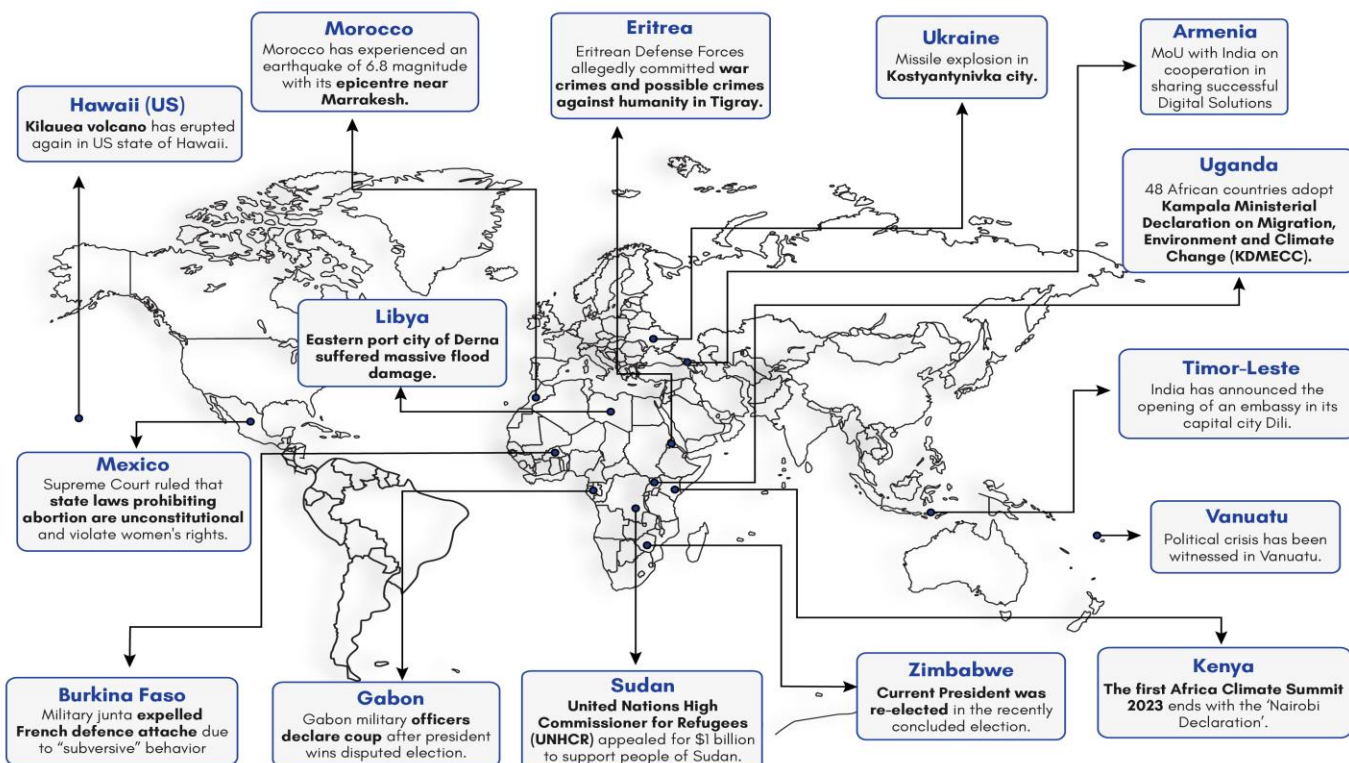 Morocco
Morocco has experienced an
earthquake of 6.8 magnitude
with its epicentre near
Marrakesh.
Eritrea
Eritrean Defense Forces
allegedly committed war
crimes and possible crimes
against humanity in Tigray.
Ukraine
Missile explosion in
Kostyantynivka city.
Armenia
MoU with India on
cooperation in
sharing successful
Digital Solutions
Hawaii (US)
Kilauea volcano has erupted
again in US state of Hawaii.
Uganda
48 African countries adopt
Kampala Ministerial
Declaration on Migration,
Environment and Climate
Change (KDMECC).
Libya
Eastern port city of Derna
suffered massive flood
damage.
Timor-Leste
India has announced the
opening of an embassy in its
capital city Dili.
Mexico
Supreme Court ruled that
state laws prohibiting
abortion are unconstitutional
and violate women's rights.
Vanuatu
Political crisis has been
witnessed in Vanuatu.
Burkina Faso
Military junta expelled
French defence attache due
to "subversive" behavior
Gabon
Gabon military officers
declare coup after president
wins disputed election.
Sudan
United Nations High
Commissioner for Refugees
(UNHCR) appealed for $1 billion
to support people of Sudan.
Zimbabwe
Current President was
re-elected in the recently
concluded election.
Kenya
The first Africa Climate Summit
2023 ends with the 'Nairobi
Declaration'.